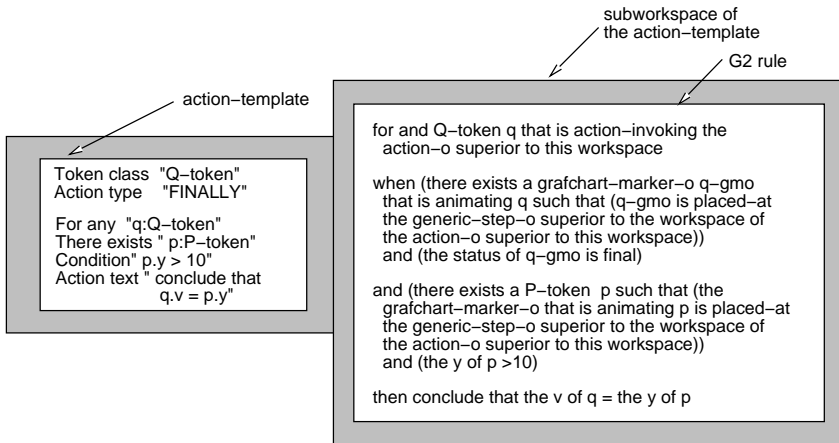 subworkspace of
the action−template
G2 rule
action−template
Token class "Q−token"
Action type "FINALLY"
For any "q:Q−token"
There exists " p:P−token"
Condition" p.y > 10"
Action text " conclude that
q.v = p.y"
for and Q−token q that is action−invoking the
action−o superior to this workspace
when (there exists a grafchart−marker−o q−gmo
that is animating q such that (q−gmo is placed−at
the generic−step−o superior to the workspace of
the action−o superior to this workspace))
and (the status of q−gmo is final)
and (there exists a P−token p such that (the
grafchart−marker−o that is animating p is placed−at
the generic−step−o superior to the workspace of
the action−o superior to this workspace))
and (the y of p >10)
then conclude that the v of q = the y of p